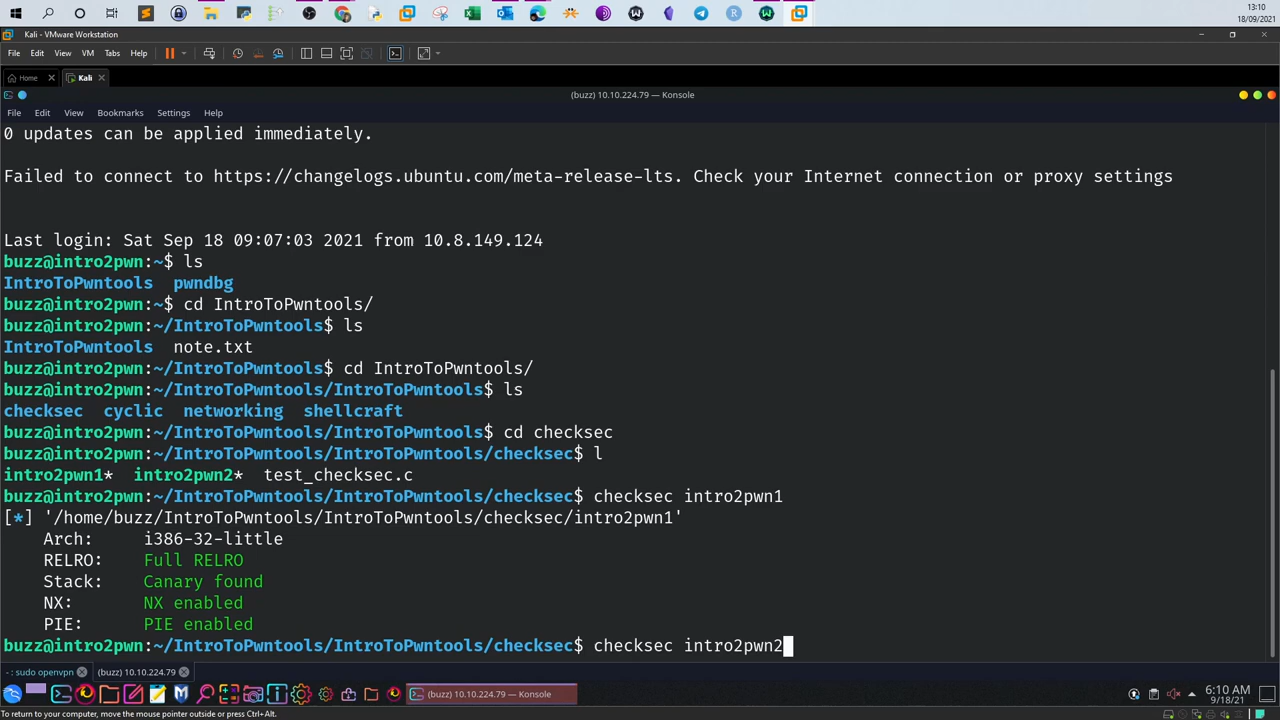 13:10
18/09/2021
Kali - VMware Workstation
File Edit View VM Tabs Help
Home Kali
(buzz) 10.10.224.79 — Konsole
File Edit View Bookmarks Settings Help
0 updates can be applied immediately.
Failed to connect to https://changelogs.ubuntu.com/meta-release-lts. Check your Internet connection or proxy settings
Last login: Sat Sep 18 09:07:03 2021 from 10.8.149.124
buzz@intro2pwn:~$ ls
IntroToPwntools  pwndbg
buzz@intro2pwn:~$ cd IntroToPwntools/
buzz@intro2pwn:~/IntroToPwntools$ ls
IntroToPwntools  note.txt
buzz@intro2pwn:~/IntroToPwntools$ cd IntroToPwntools/
buzz@intro2pwn:~/IntroToPwntools/IntroToPwntools$ ls
checksec  cyclic  networking  shellcraft
buzz@intro2pwn:~/IntroToPwntools/IntroToPwntools$ cd checksec
buzz@intro2pwn:~/IntroToPwntools/IntroToPwntools/checksec$ l
intro2pwn1*  intro2pwn2*  test_checksec.c
buzz@intro2pwn:~/IntroToPwntools/IntroToPwntools/checksec$ checksec intro2pwn1
[*] '/home/buzz/IntroToPwntools/IntroToPwntools/checksec/intro2pwn1'
Arch:     i386-32-little
RELRO:    Full RELRO
Stack:    Canary found
NX:       NX enabled
PIE:      PIE enabled
buzz@intro2pwn:~/IntroToPwntools/IntroToPwntools/checksec$ checksec intro2pwn2
- : sudo openvpn (buzz) 10.10.224.79
(buzz) 10.10.224.79 — Konsole
6:10 AM
9/18/21
To return to your computer, move the mouse pointer outside or press Ctrl+Alt.